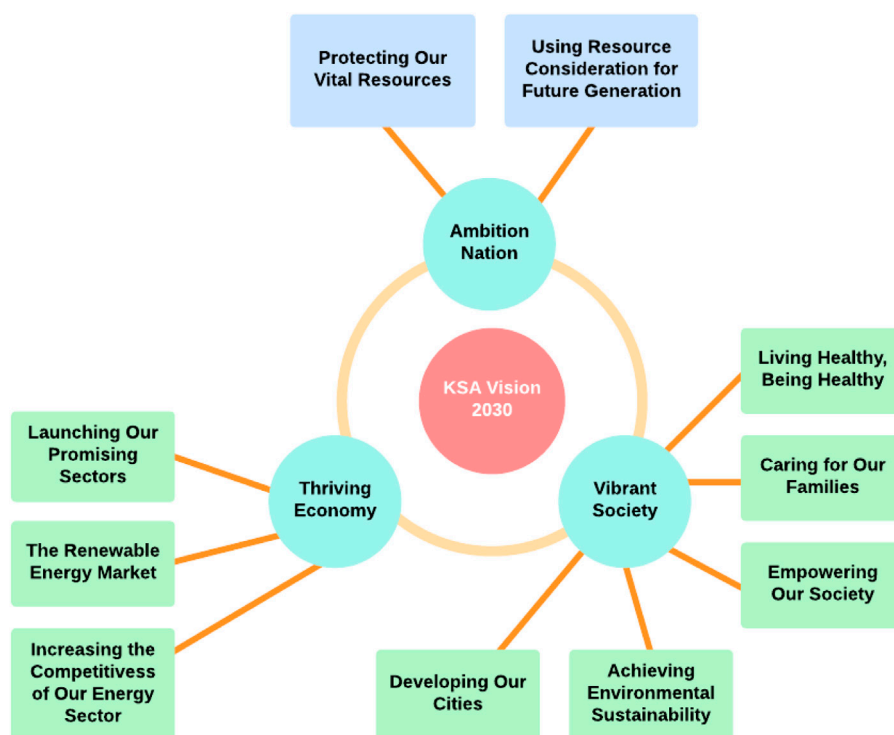 Protecting Our
Vital Resources
Using Resource
Consideration for
Future Generation
Ambition
Nation
KSA Vision
2030
Living Healthy,
Being Healthy
Launching Our
Promising
Sectors
Thriving
Economy
Vibrant
Society
Caring for Our
Families
The Renewable
Energy Market
Empowering
Our Society
Increasing the
Competitivess
of Our Energy
Sector
Developing Our
Cities
Achieving
Environmental
Sustainability